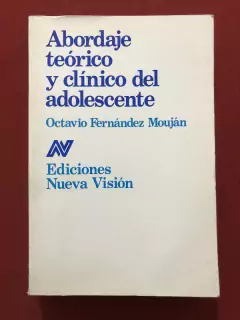 Abordaje
teórico
y clínico del
adolescente
Octavio Fernández Mouján
Ediciones
Nueva Visión